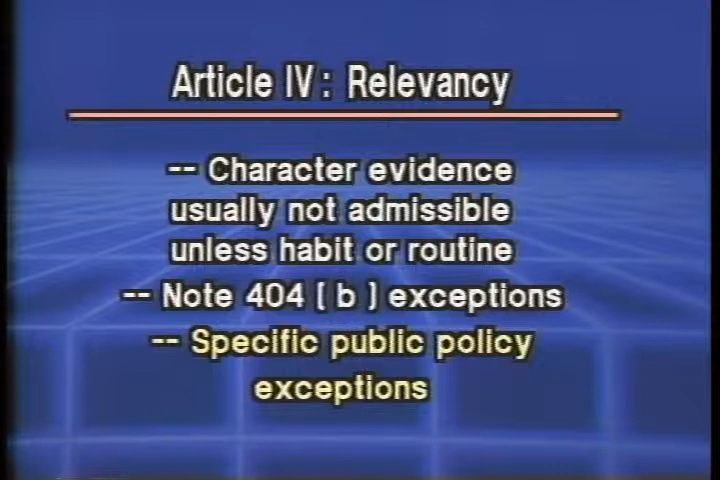 Article IV: Relevancy
-- Character evidence
usually not admissible
unless habit or routine
-- Note 404 ( b ) exceptions
-- Specific public policy
exceptions